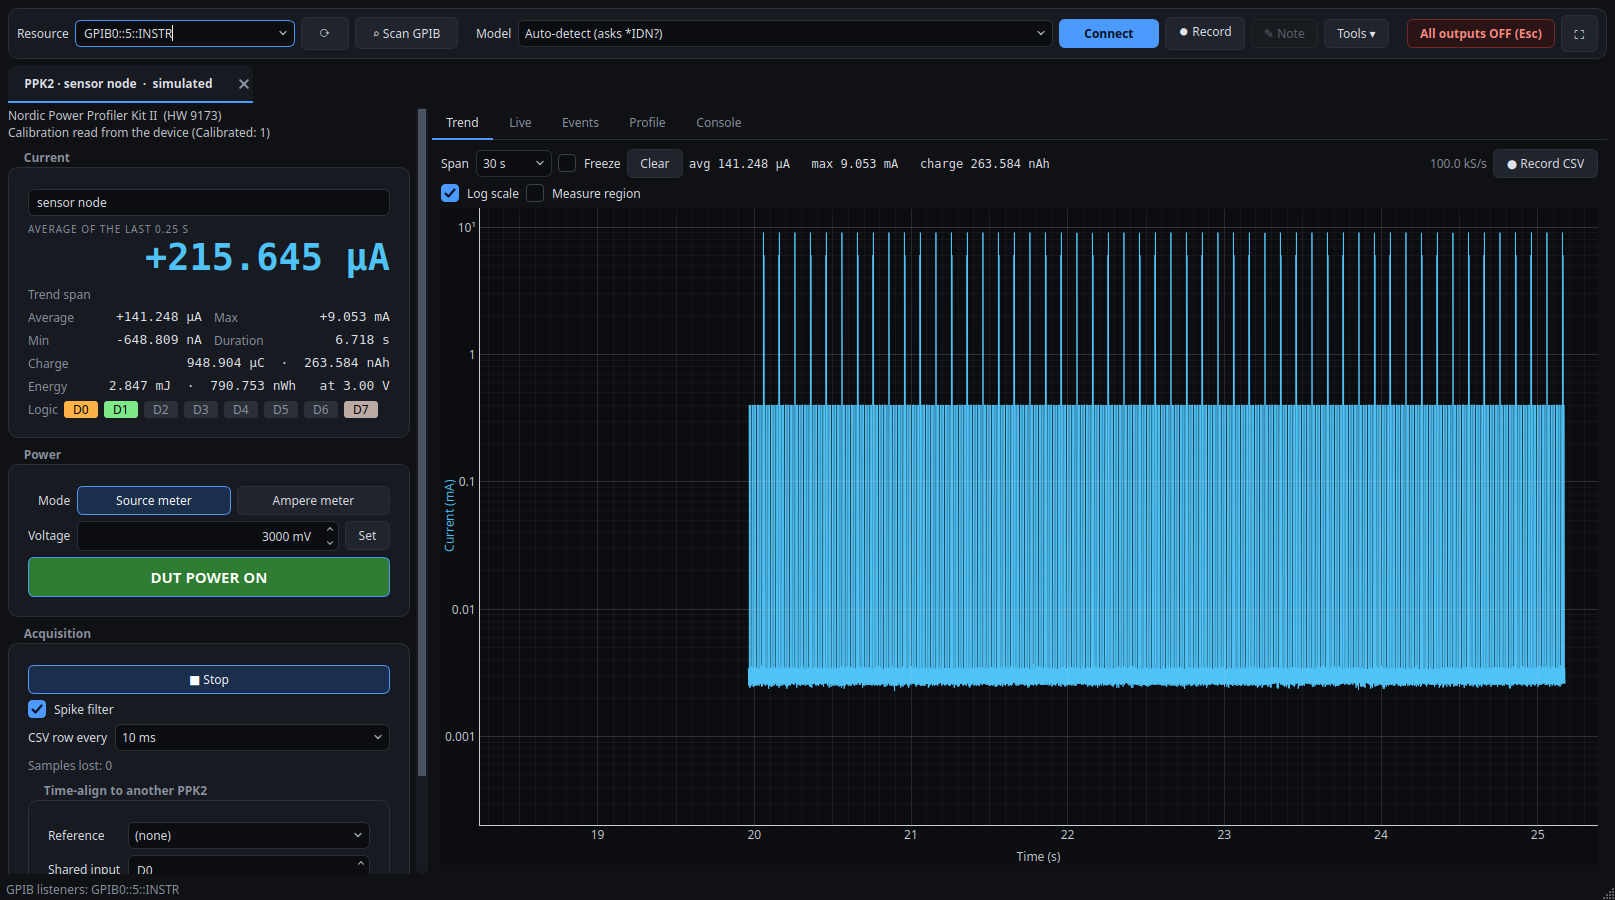 Resource GPIB0::5::INSTR ⟳ ⌕ Scan GPIB Model Auto-detect (asks *IDN?) Connect ● Record ✎ Note Tools ▾ All outputs OFF (Esc) ⛶
PPK2 · sensor node · simulated ✕
Nordic Power Profiler Kit II (HW 9173)
Calibration read from the device (Calibrated: 1)
Current
sensor node
AVERAGE OF THE LAST 0.25 S
+215.645 µA
Trend span
Average +141.248 µA Max +9.053 mA
Min -648.809 nA Duration 6.718 s
Charge 948.904 µC · 263.584 nAh
Energy 2.847 mJ · 790.753 nWh at 3.00 V
Logic D0 D1 D2 D3 D4 D5 D6 D7
Power
Mode Source meter Ampere meter
Voltage 3000 mV Set
DUT POWER ON
Acquisition
■ Stop
Spike filter
CSV row every 10 ms
Samples lost: 0
Time-align to another PPK2
Reference (none)
Shared input D0
Trend Live Events Profile Console
Span 30 s Freeze Clear avg 141.248 µA max 9.053 mA charge 263.584 nAh 100.0 kS/s ● Record CSV
Log scale Measure region
10¹
1
0.1
0.01
0.001
Current (mA)
19 20 21 22 23 24 25
Time (s)
GPIB listeners: GPIB0::5::INSTR